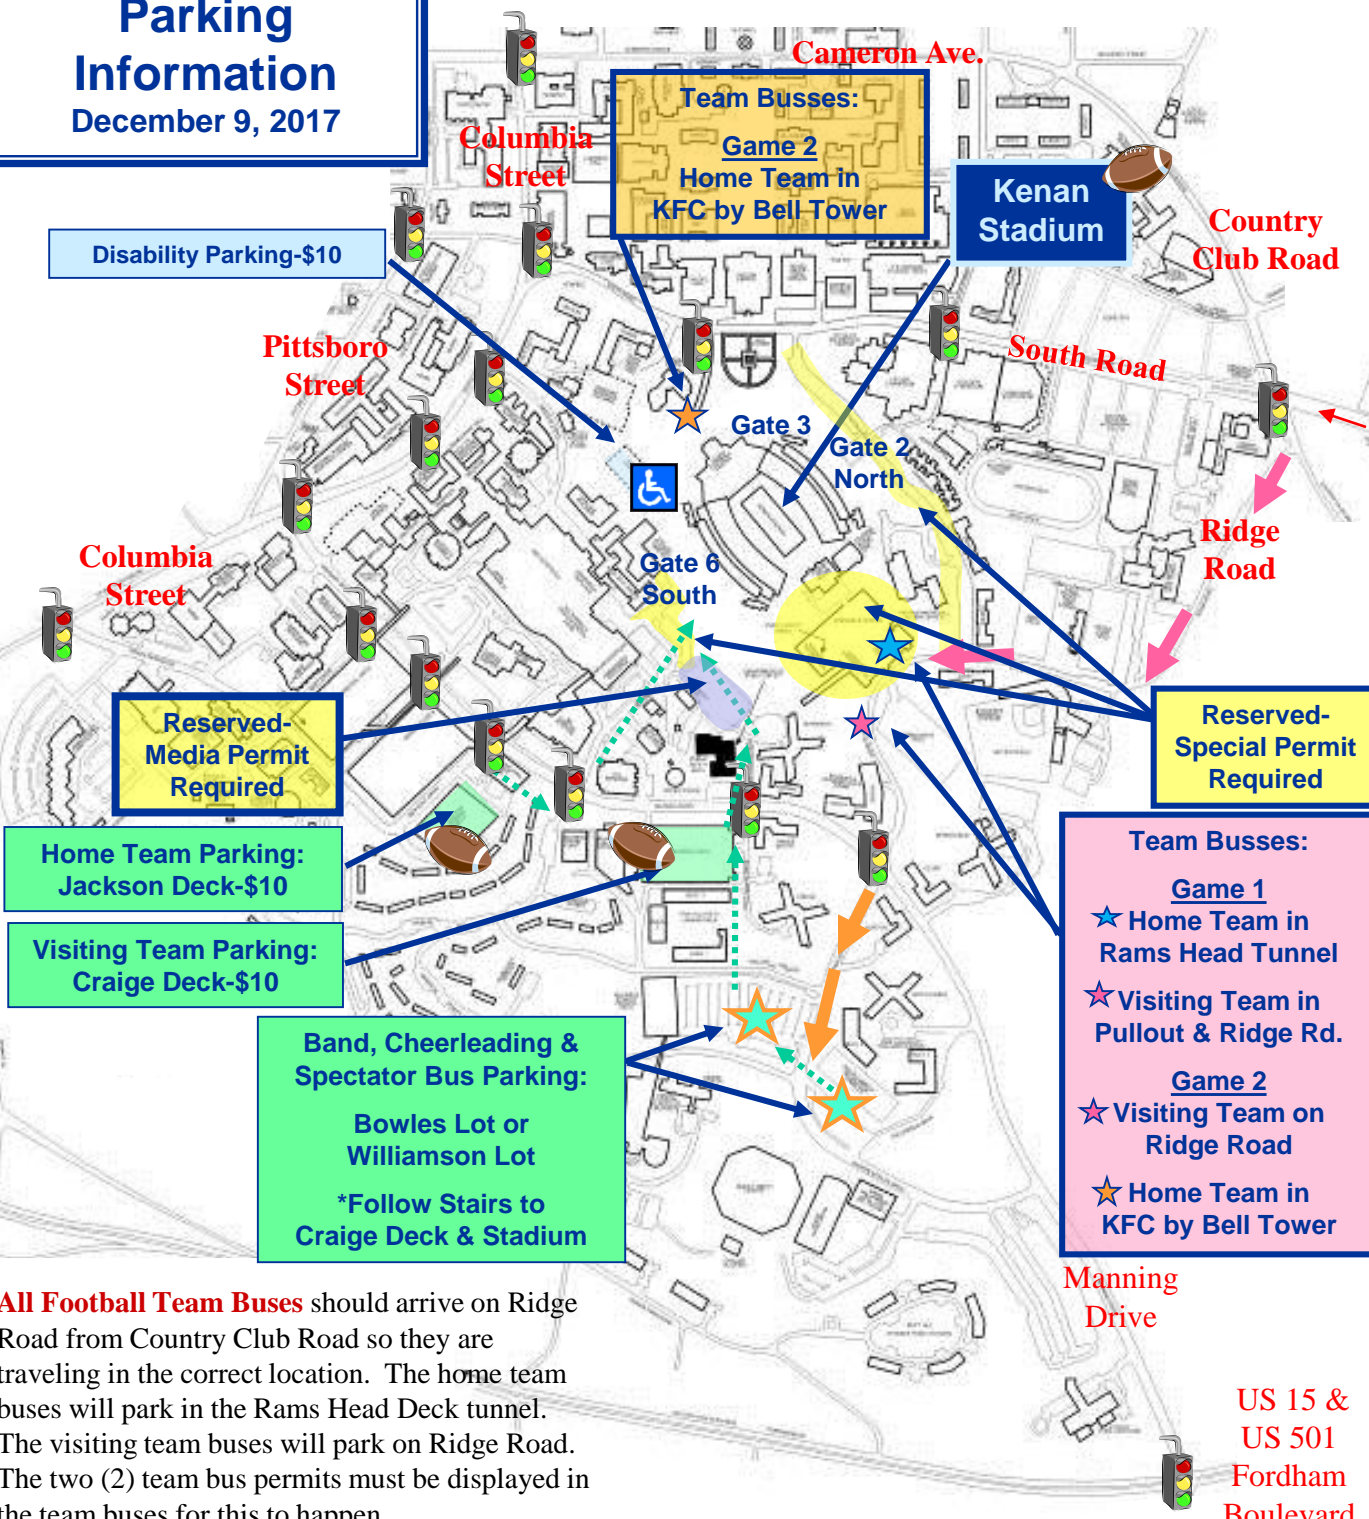 Parking
Information
December 9, 2017
Cameron Ave.
Team Busses:
Game 2
Home Team in
KFC by Bell Tower
Columbia
Street
Kenan
Stadium
Country
Club Road
Disability Parking-$10
Pittsboro
Street
South Road
Gate 3
Gate 2
North
Ridge
Road
Columbia
Street
Gate 6
South
Reserved-
Media Permit
Required
Reserved-
Special Permit
Required
Home Team Parking:
Jackson Deck-$10
Visiting Team Parking:
Craige Deck-$10
Team Busses:
Game 1
Home Team in
Rams Head Tunnel
Visiting Team in
Pullout & Ridge Rd.
Game 2
Visiting Team on
Ridge Road
Home Team in
KFC by Bell Tower
Band, Cheerleading &
Spectator Bus Parking:
Bowles Lot or
Williamson Lot
*Follow Stairs to
Craige Deck & Stadium
Manning
Drive
All Football Team Buses should arrive on Ridge
Road from Country Club Road so they are
traveling in the correct location.  The home team
buses will park in the Rams Head Deck tunnel.
The visiting team buses will park on Ridge Road.
The two (2) team bus permits must be displayed in
the team buses for this to happen
US 15 &
US 501
Fordham
Boulevard